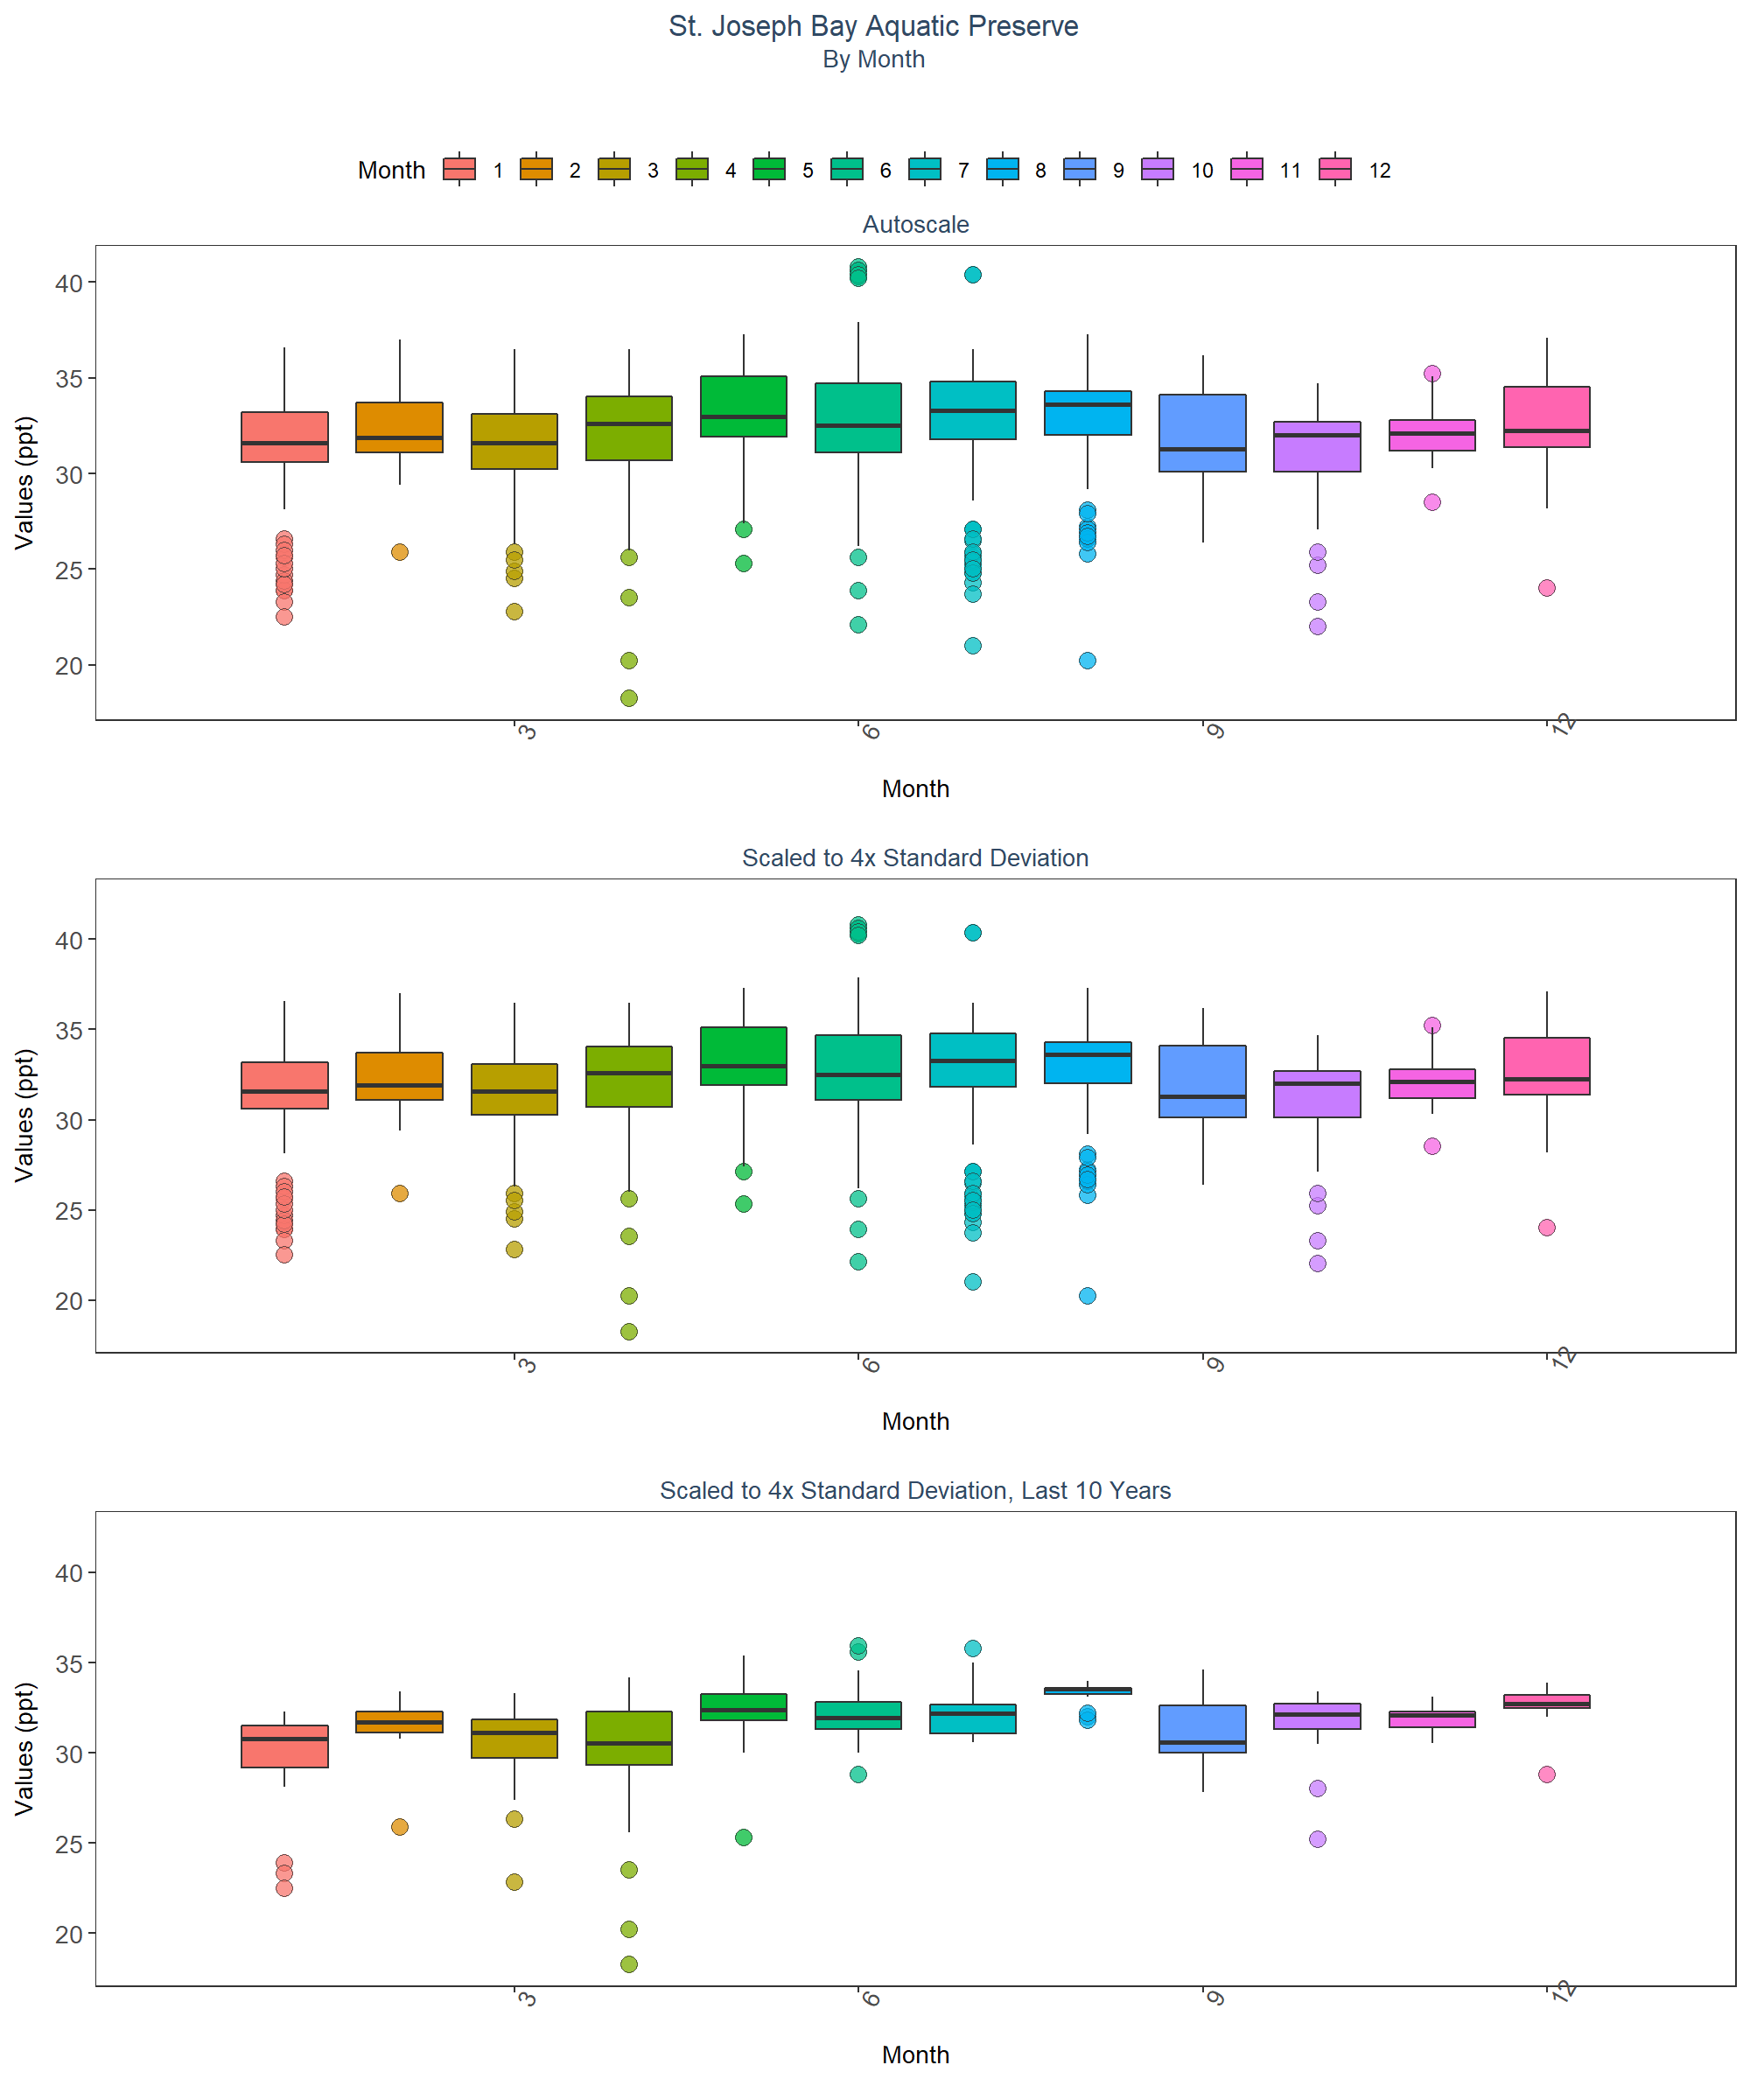 St. Joseph Bay Aquatic Preserve
By Month
Month 1 2 3 4 5 6 7 8 9 10 11 12
Autoscale
Values (ppt)
40
35
30
25
20
3 6 9 12
Month
Scaled to 4x Standard Deviation
Values (ppt)
40
35
30
25
20
3 6 9 12
Month
Scaled to 4x Standard Deviation, Last 10 Years
Values (ppt)
40
35
30
25
20
3 6 9 12
Month